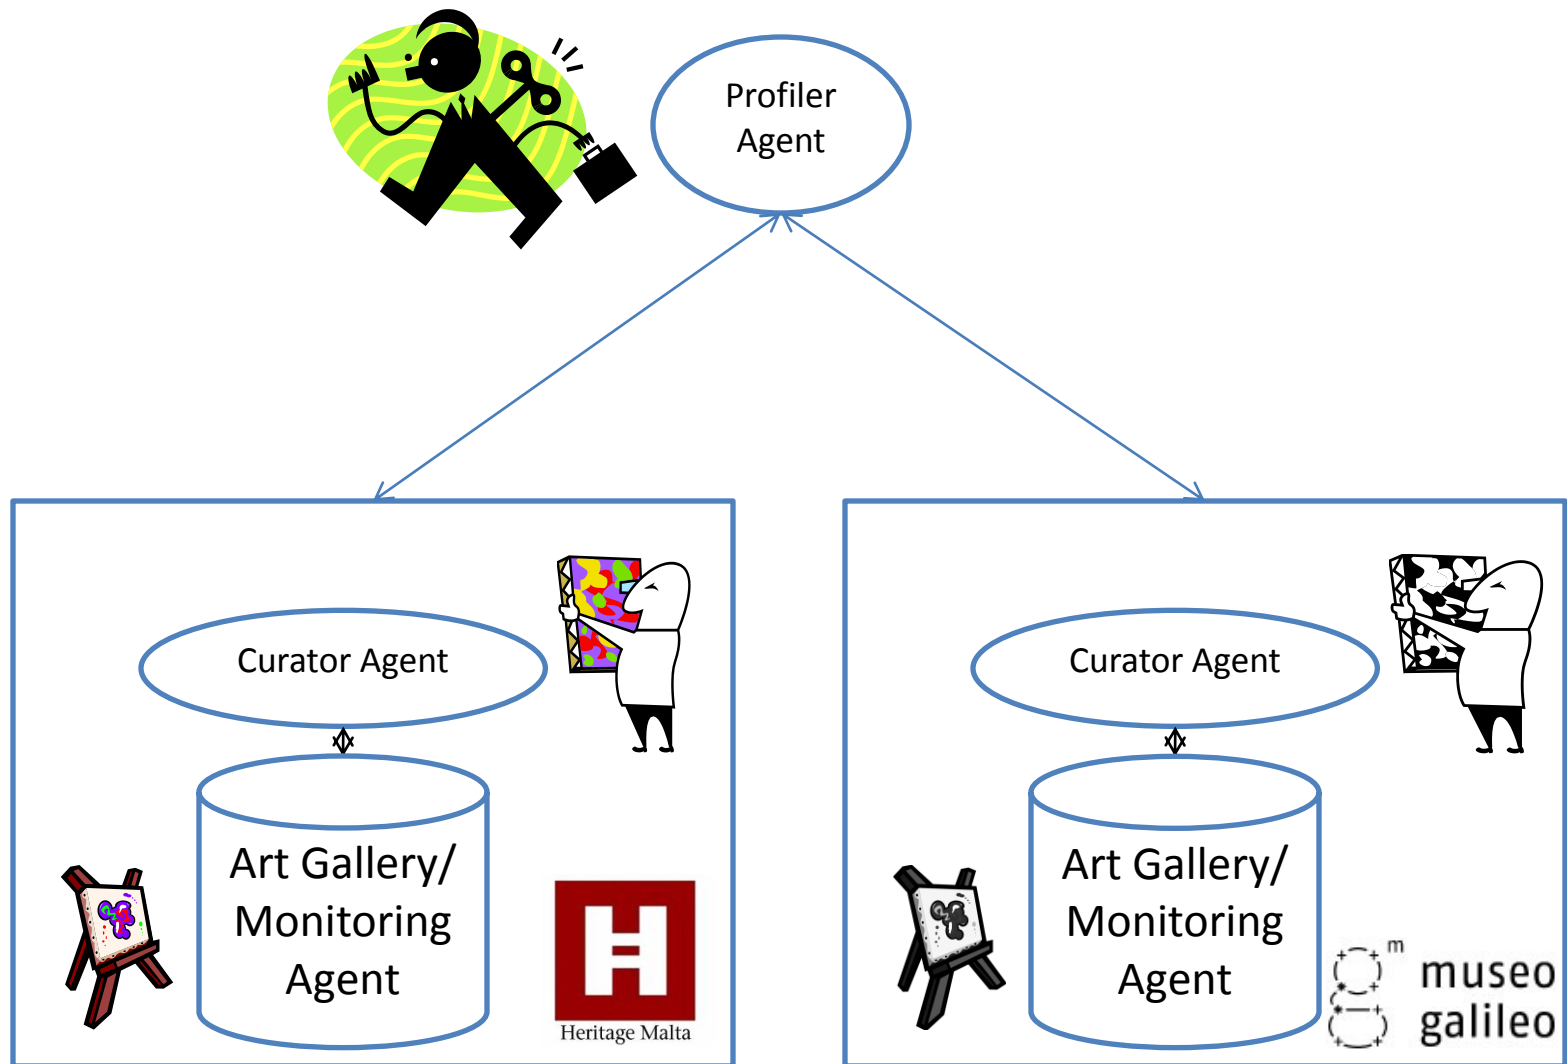 Profiler
Agent
Curator Agent
Art Gallery/
Monitoring
Agent
Heritage Malta
Curator Agent
Art Gallery/
Monitoring
Agent
m
museo
galileo